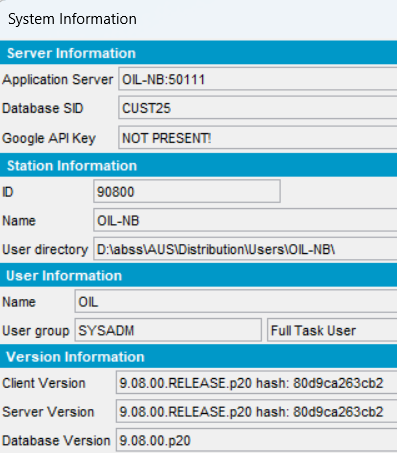 System Information
Server Information
Application Server OIL-NB:50111
Database SID CUST25
Google API Key NOT PRESENT!
Station Information
ID 90800
Name OIL-NB
User directory D:\abss\AUS\Distribution\Users\OIL-NB\
User Information
Name OIL
User group SYSADM Full Task User
Version Information
Client Version 9.08.00.RELEASE.p20 hash: 80d9ca263cb2
Server Version 9.08.00.RELEASE.p20 hash: 80d9ca263cb2
Database Version 9.08.00.p20